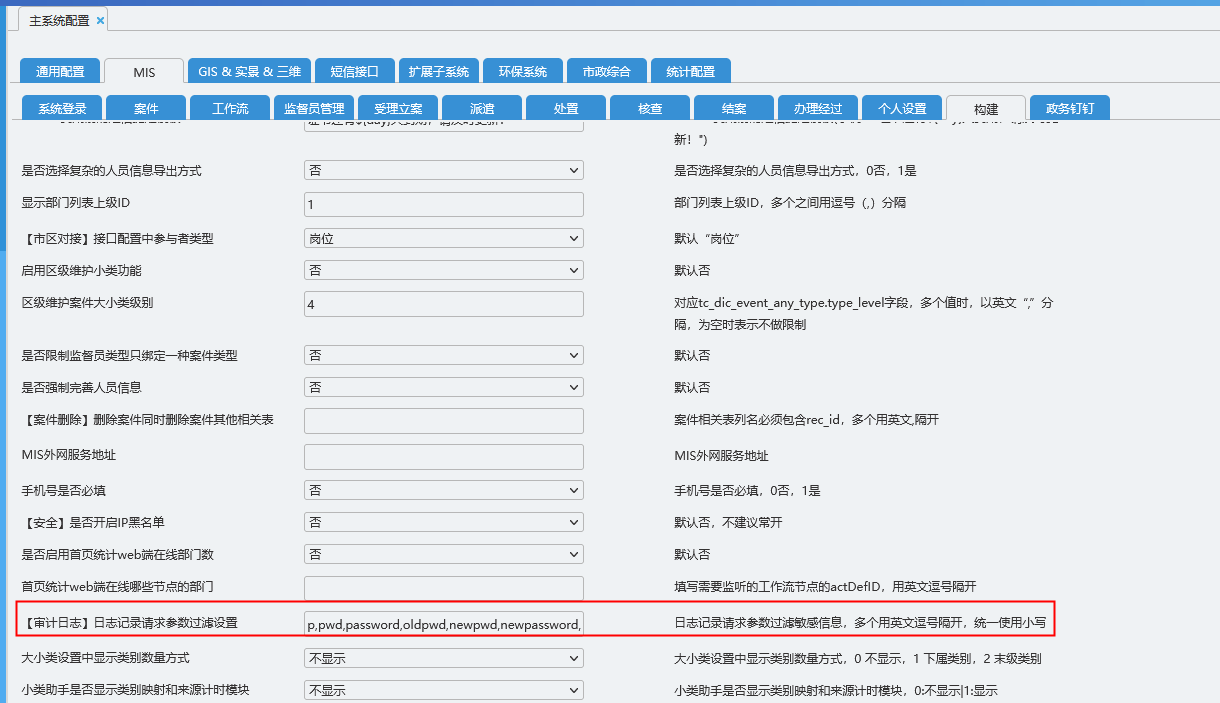 主系统配置 ×
通用配置 MIS GIS & 实景 & 三维 短信接口 扩展子系统 环保系统 市政综合 统计配置
系统登录 案件 工作流 监督员管理 受理立案 派遣 处置 核查 结案 办理经过 个人设置 构建 政务钉钉
新！")
是否选择复杂的人员信息导出方式 否 是否选择复杂的人员信息导出方式，0否，1是
显示部门列表上级ID 1 部门列表上级ID，多个之间用逗号（,）分隔
【市区对接】接口配置中参与者类型 岗位 默认“岗位”
启用区级维护小类功能 否 默认否
区级维护案件大小类级别 4 对应tc_dic_event_any_type.type_level字段，多个值时，以英文“,”分
隔，为空时表示不做限制
是否限制监督员类型只绑定一种案件类型 否 默认否
是否强制完善人员信息 否 默认否
【案件删除】删除案件同时删除案件其他相关表 案件相关表列名必须包含rec_id，多个用英文,隔开
MIS外网服务地址 MIS外网服务地址
手机号是否必填 否 手机号是否必填，0否，1是
【安全】是否开启IP黑名单 否 默认否，不建议常开
是否启用首页统计web端在线部门数 否 默认否
首页统计web端在线哪些节点的部门 填写需要监听的工作流节点的actDefID，用英文逗号隔开
【审计日志】日志记录请求参数过滤设置 p,pwd,password,oldpwd,newpwd,newpassword, 日志记录请求参数过滤敏感信息，多个用英文逗号隔开，统一使用小写
大小类设置中显示类别数量方式 不显示 大小类设置中显示类别数量方式，0 不显示，1 下属类别，2 末级类别
小类助手是否显示类别映射和来源计时模块 不显示 小类助手是否显示类别映射和来源计时模块，0:不显示|1:显示